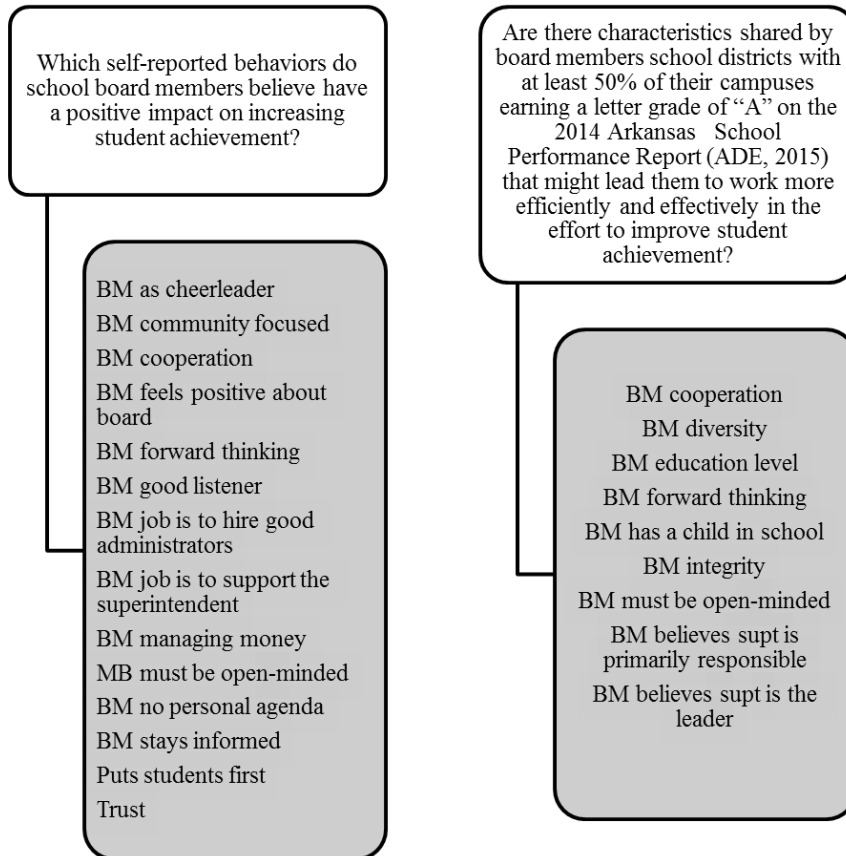 Which self-reported behaviors do
school board members believe have
a positive impact on increasing
student achievement?
BM as cheerleader
BM community focused
BM cooperation
BM feels positive about
board
BM forward thinking
BM good listener
BM job is to hire good
administrators
BM job is to support the
superintendent
BM managing money
MB must be open-minded
BM no personal agenda
BM stays informed
Puts students first
Trust
Are there characteristics shared by
board members school districts with
at least 50% of their campuses
earning a letter grade of “A” on the
2014 Arkansas School
Performance Report (ADE, 2015)
that might lead them to work more
efficiently and effectively in the
effort to improve student
achievement?
BM cooperation
BM diversity
BM education level
BM forward thinking
BM has a child in school
BM integrity
BM must be open-minded
BM believes supt is
primarily responsible
BM believes supt is the
leader